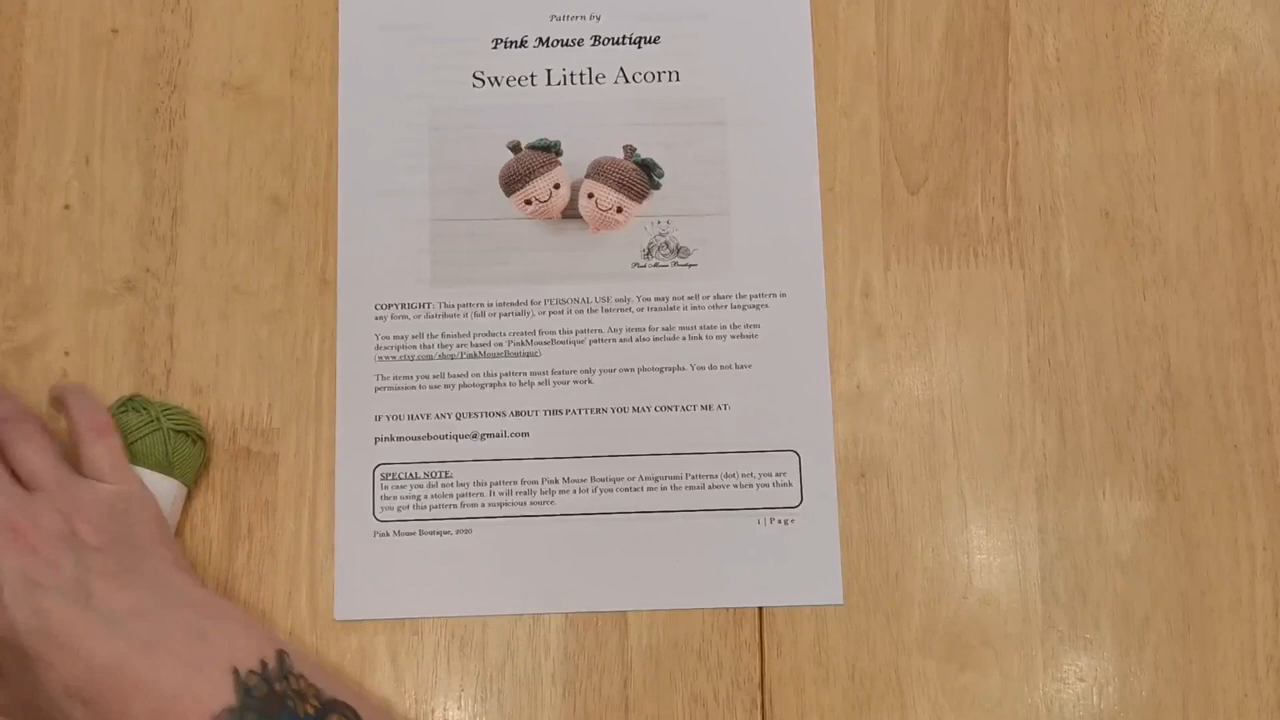 Pattern by
Pink Mouse Boutique
Sweet Little Acorn
Pink Mouse Boutique
COPYRIGHT: This pattern is intended for PERSONAL USE only. You may not sell or share the pattern in
any form, or distribute it (full or partially), or post it on the Internet, or translate it into other languages.
You may sell the finished products created from this pattern. Any items for sale must state in the item
description that they are based on 'PinkMouseBoutique' pattern and also include a link to my website
(www.etsy.com/shop/PinkMouseBoutique)
The items you sell based on this pattern must feature only your own photographs. You do not have
permission to use my photographs to help sell your work.
IF YOU HAVE ANY QUESTIONS ABOUT THIS PATTERN YOU MAY CONTACT ME AT:
pinkmouseboutique@gmail.com
SPECIAL NOTE:
In case you did not buy this pattern from Pink Mouse Boutique or Amigurumi Patterns (dot) net, you are
then using a stolen pattern. It will really help me a lot if you contact me in the email above when you think
you got this pattern from a suspicious source.
1 | Page
Pink Mouse Boutique, 2020